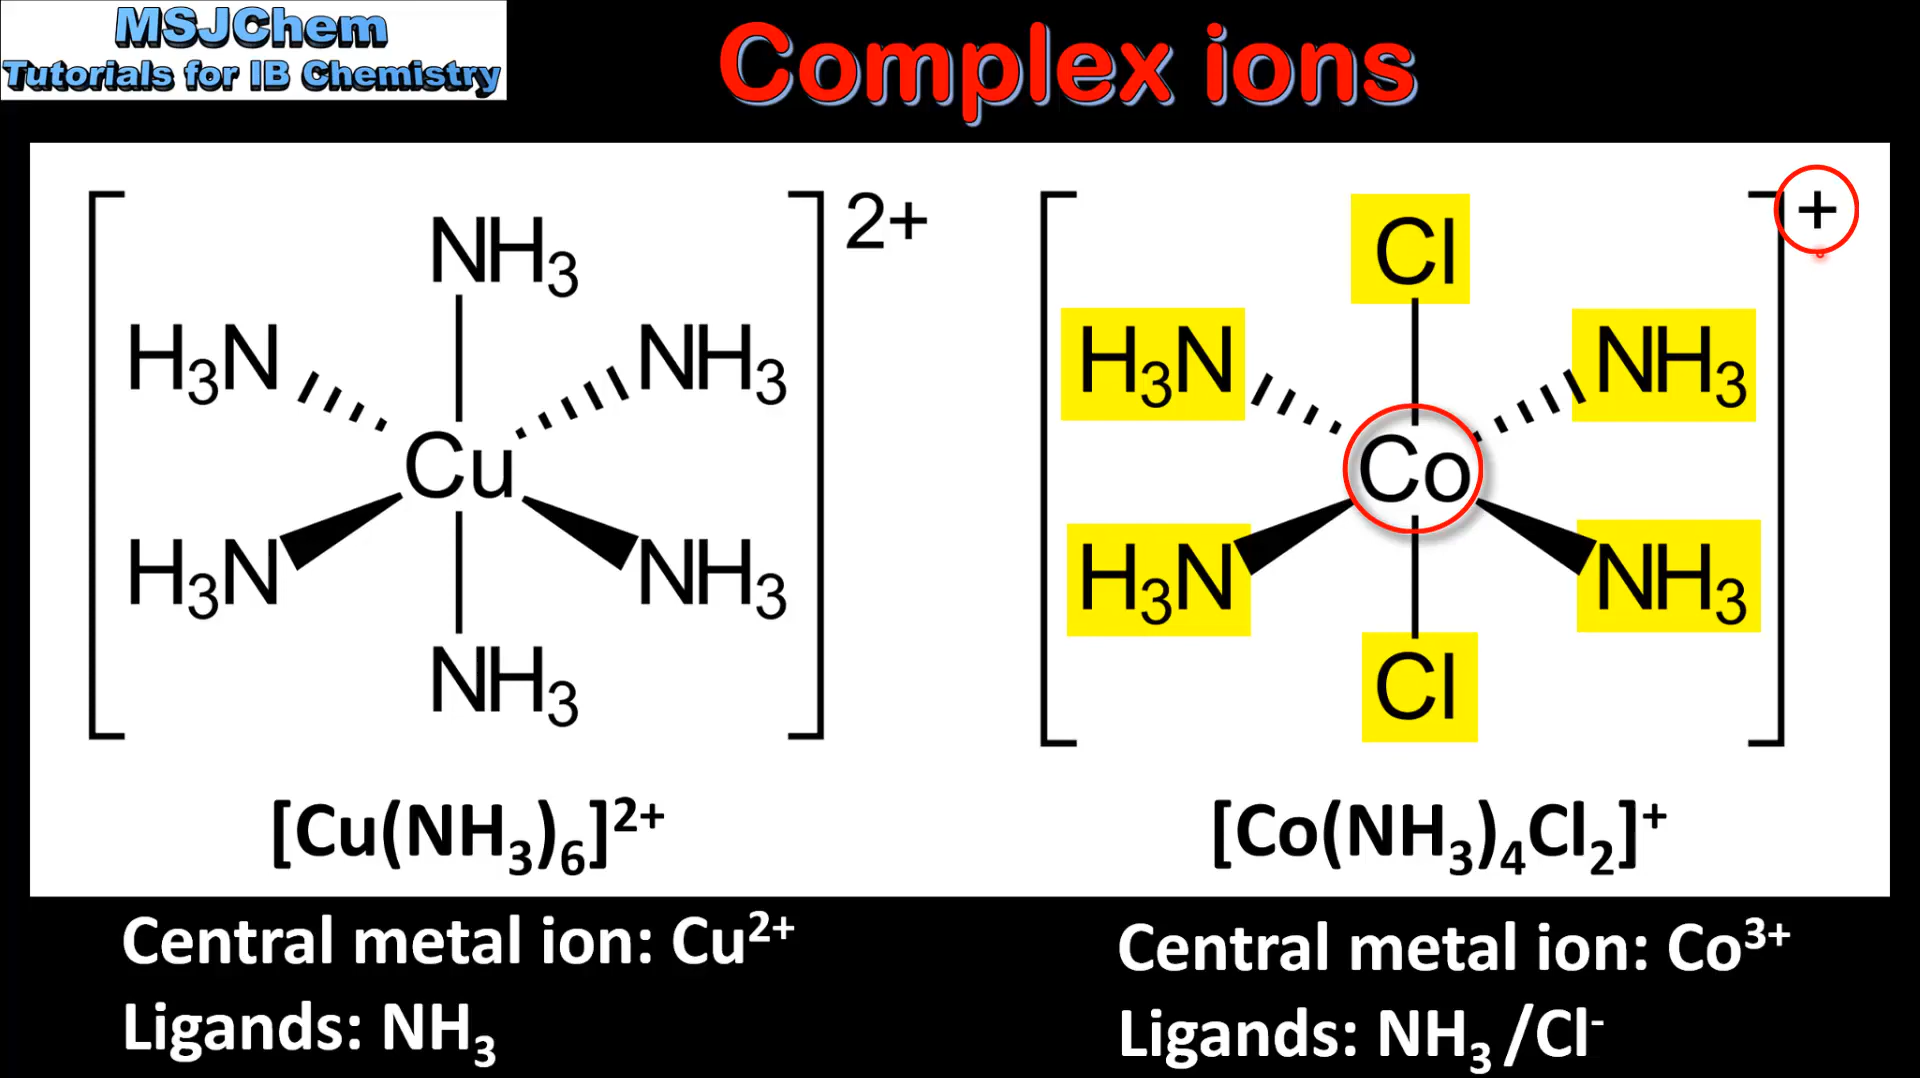 MSJChem
Tutorials for IB Chemistry
Complex ions
[ ]²⁺
NH₃
H₃N NH₃
Cu
H₃N NH₃
NH₃
[Cu(NH₃)₆]²⁺
Central metal ion: Cu²⁺
Ligands: NH₃
[ ]⁺
Cl
H₃N NH₃
Co
H₃N NH₃
Cl
[Co(NH₃)₄Cl₂]⁺
Central metal ion: Co³⁺
Ligands: NH₃ /Cl⁻